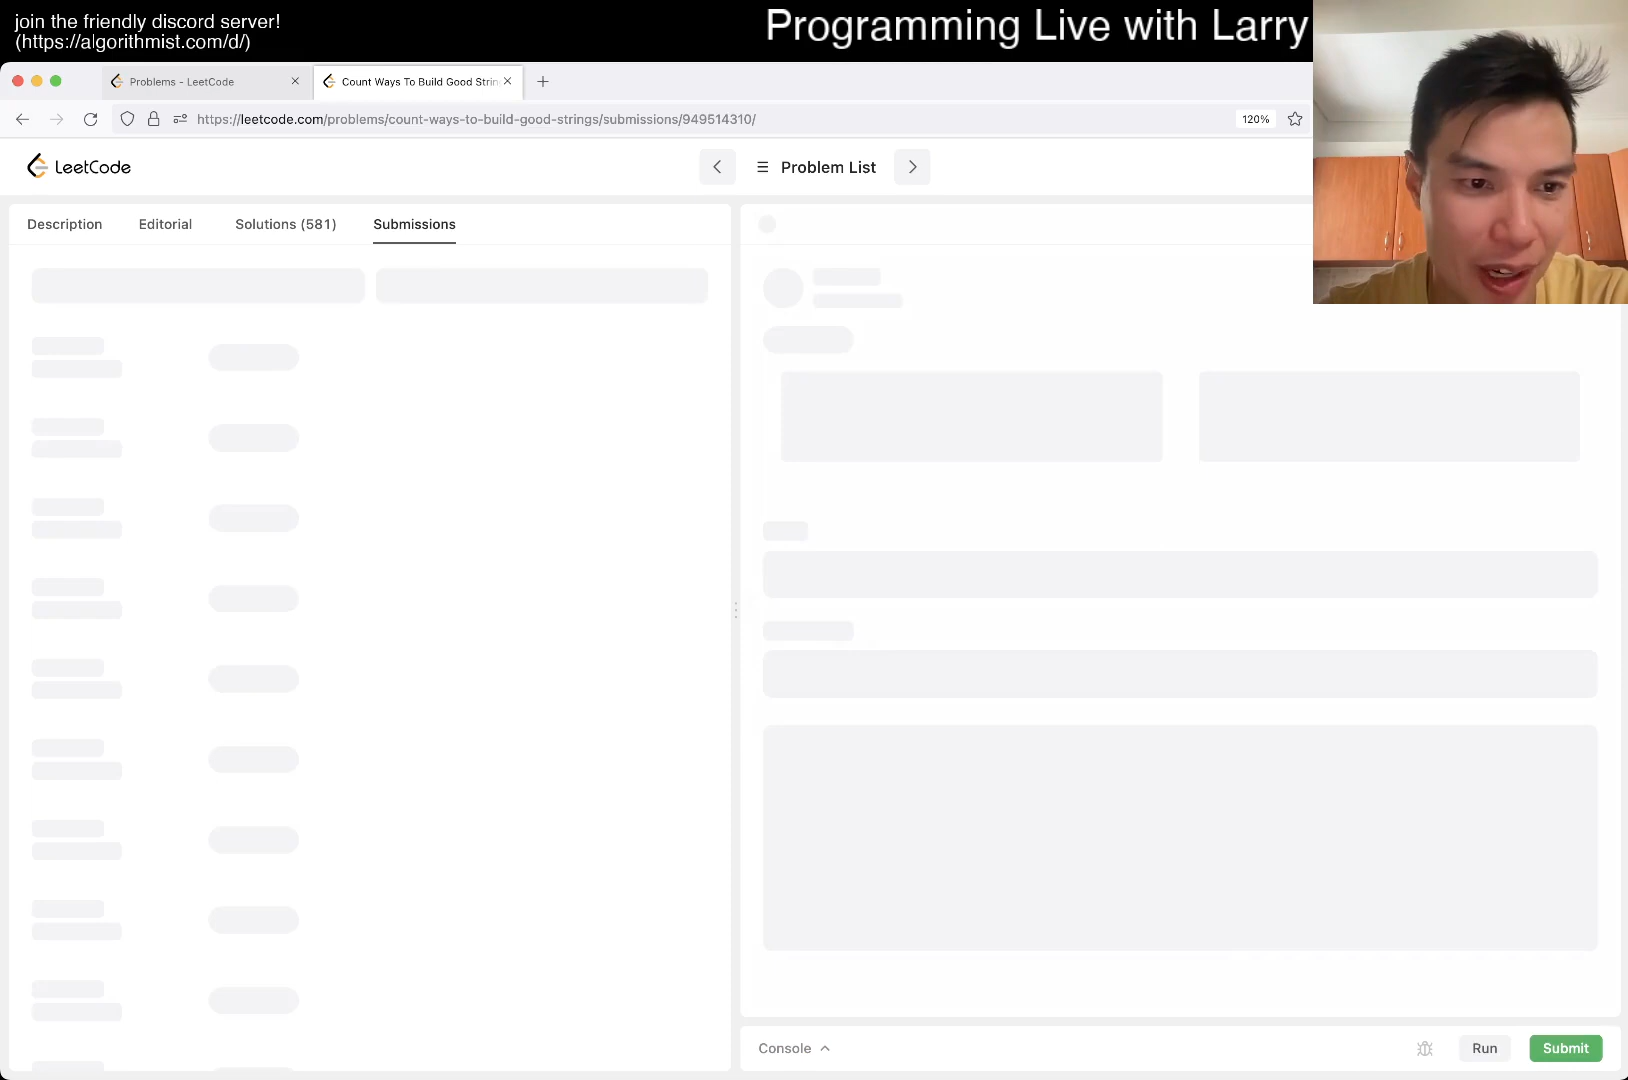 join the friendly discord server!
(https://algorithmist.com/d/)
Programming Live with Larry
Problems - LeetCode
Count Ways To Build Good Strin
https://leetcode.com/problems/count-ways-to-build-good-strings/submissions/949514310/
120%
LeetCode
Problem List
Description
Editorial
Solutions (581)
Submissions
Console
Run
Submit